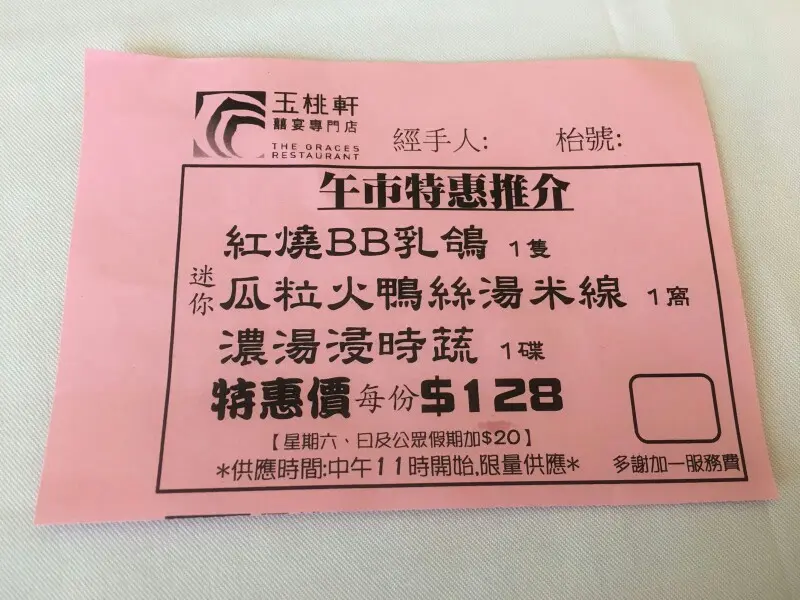 玉桃軒
囍宴專門店
THE GRACES
RESTAURANT
經手人: 枱號:
午市特惠推介
紅燒BB乳鴿 1隻
迷你瓜粒火鴨絲湯米線 1窩
濃湯浸時蔬 1碟
特惠價每份$128
【星期六、日及公眾假期加$20】
*供應時間:中午11時開始,限量供應*
多謝加一服務費